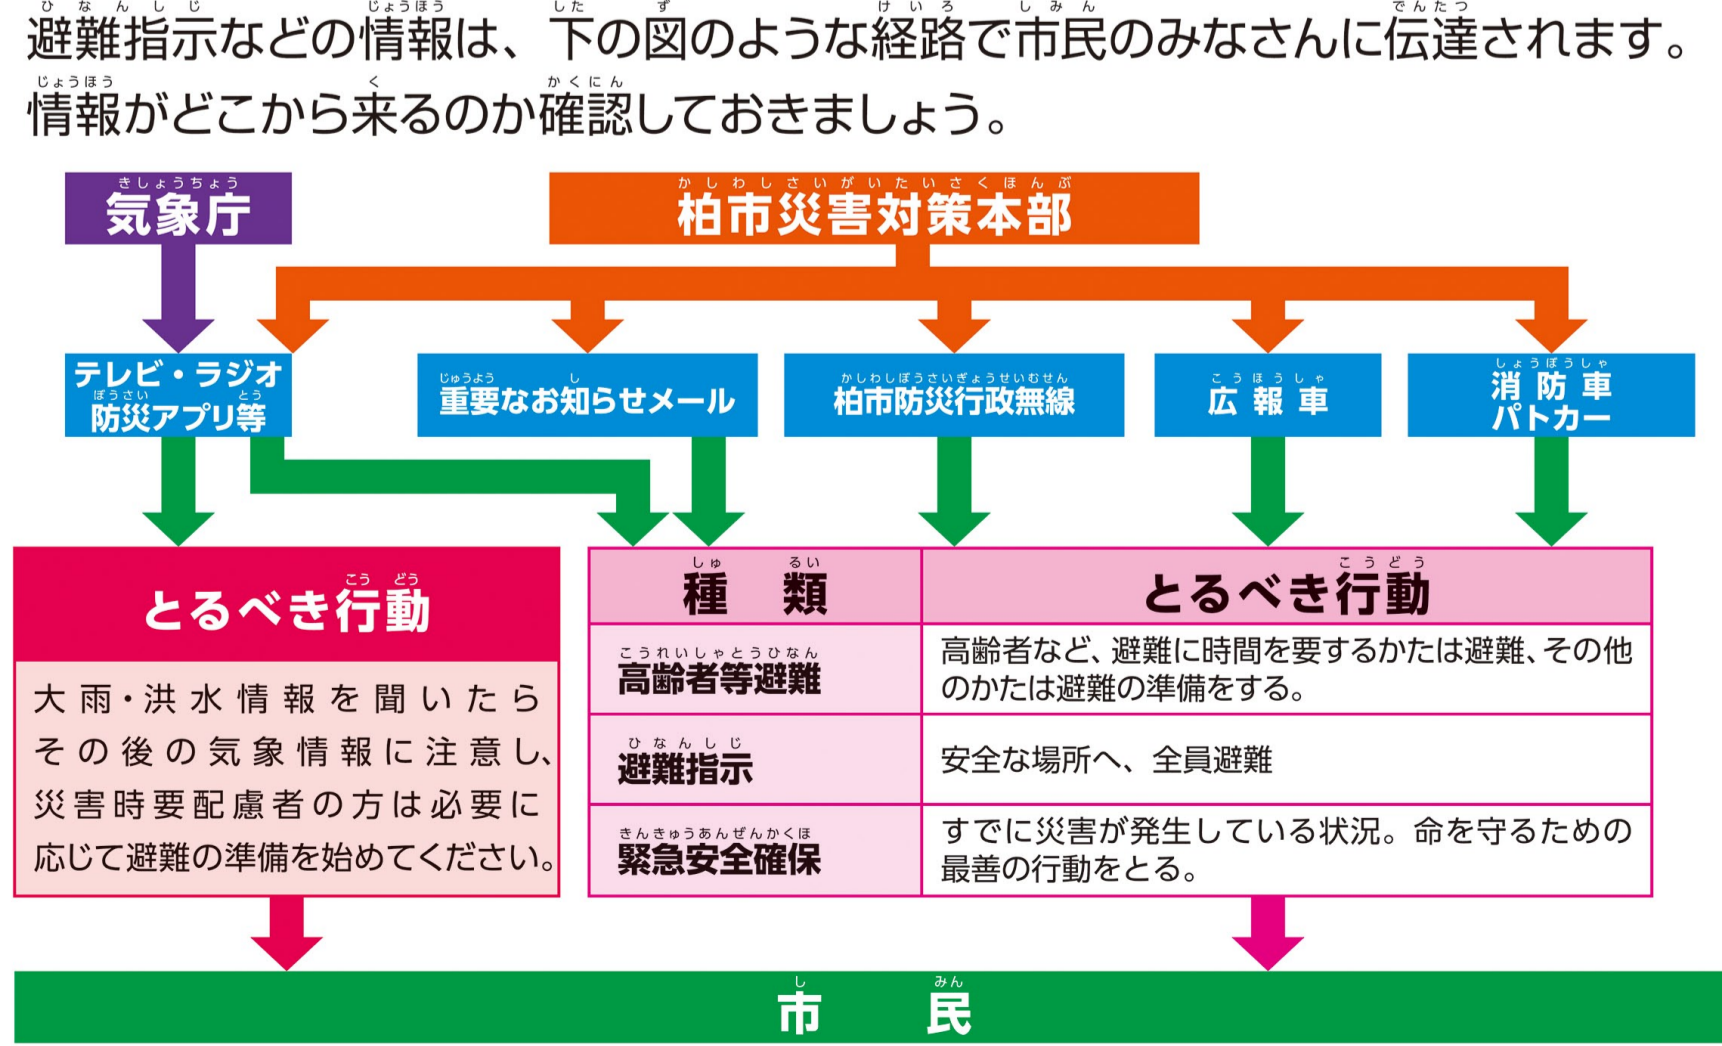 避難指示などの情報は、下の図のような経路で市民のみなさんに伝達されます。
情報がどこから来るのか確認しておきましょう。
気象庁
柏市災害対策本部
テレビ・ラジオ
防災アプリ等
重要なお知らせメール
柏市防災行政無線
広報車
消防車
パトカー
とるべき行動
大雨・洪水情報を聞いたら
その後の気象情報に注意し、
災害時要配慮者の方は必要に
応じて避難の準備を始めてください。
種類 とるべき行動
高齢者等避難
高齢者など、避難に時間を要するかたは避難、その他
のかたは避難の準備をする。
避難指示
安全な場所へ、全員避難
緊急安全確保
すでに災害が発生している状況。命を守るための
最善の行動をとる。
市民